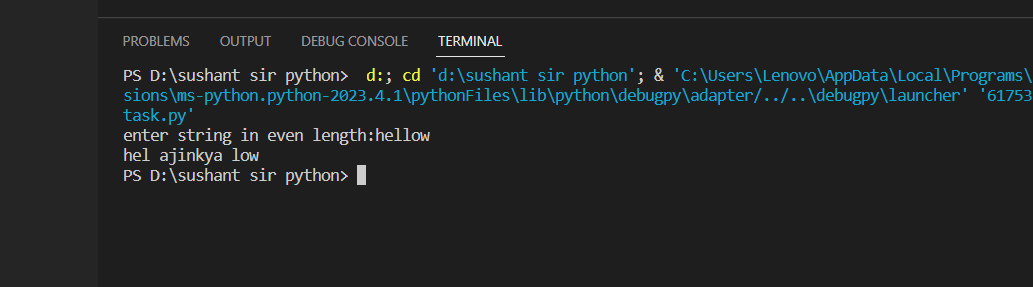 PROBLEMS OUTPUT DEBUG CONSOLE TERMINAL
PS D:\sushant sir python>  d:; cd 'd:\sushant sir python'; & 'C:\Users\Lenovo\AppData\Local\Programs\
sions\ms-python.python-2023.4.1\pythonFiles\lib\python\debugpy\adapter/../..\debugpy\launcher' '61753
task.py'
enter string in even length:hellow
hel ajinkya low
PS D:\sushant sir python>